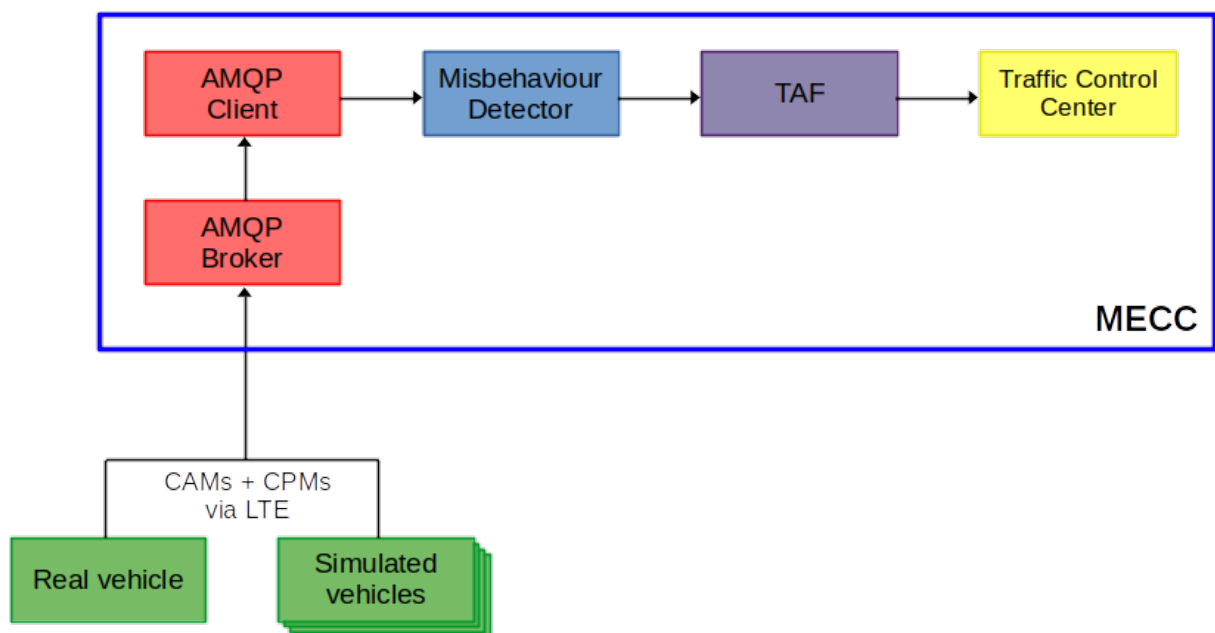 AMQP
Client
Misbehaviour
Detector
TAF
Traffic Control
Center
AMQP
Broker
MECC
CAMs + CPMs
via LTE
Real vehicle
Simulated
vehicles